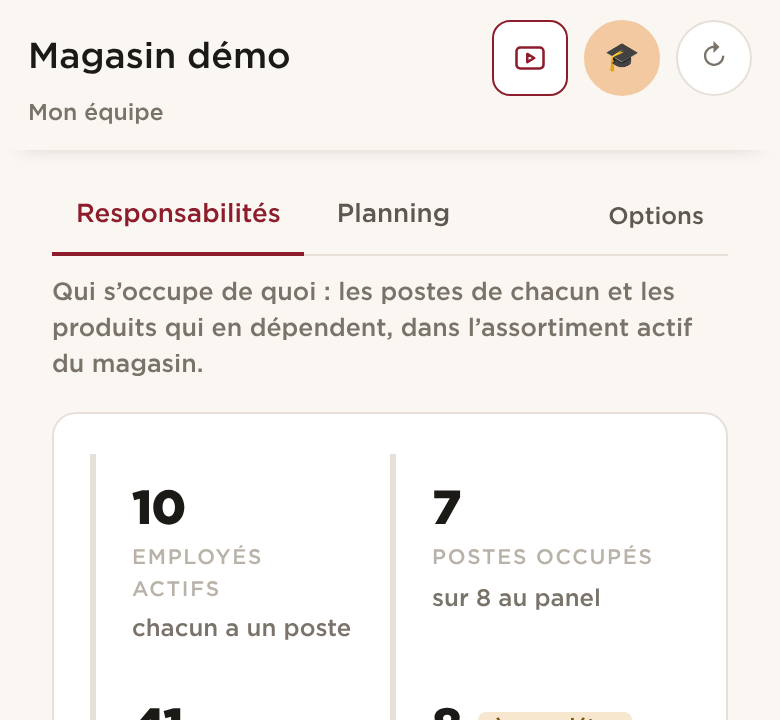 Magasin démo
Mon équipe
Responsabilités
Planning
Options
Qui s’occupe de quoi : les postes de chacun et les
produits qui en dépendent, dans l’assortiment actif
du magasin.
10
EMPLOYÉS
ACTIFS
chacun a un poste
7
POSTES OCCUPÉS
sur 8 au panel
41
8